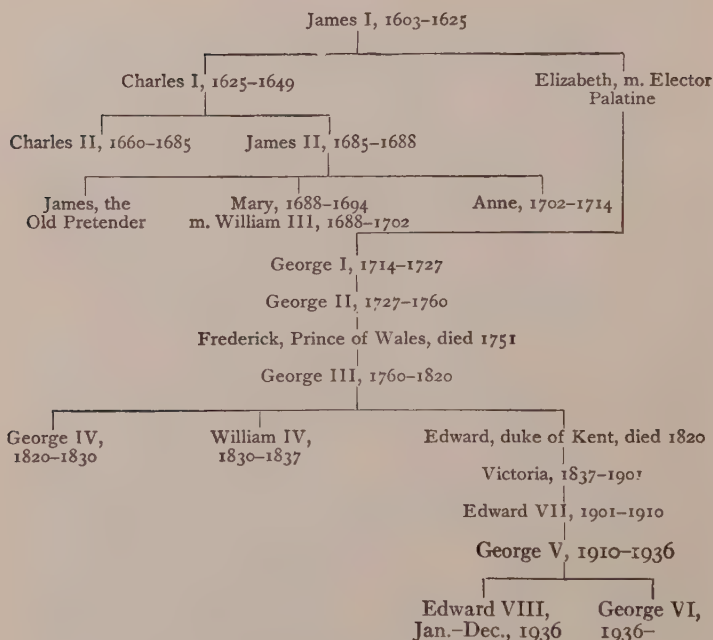 James I, 1603–1625
Charles I, 1625–1649
Elizabeth, m. Elector
Palatine
Charles II, 1660–1685
James II, 1685–1688
James, the
Old Pretender
Mary, 1688–1694
m. William III, 1688–1702
Anne, 1702–1714
George I, 1714–1727
George II, 1727–1760
Frederick, Prince of Wales, died 1751
George III, 1760–1820
George IV,
1820–1830
William IV,
1830–1837
Edward, duke of Kent, died 1820
Victoria, 1837–1901
Edward VII, 1901–1910
George V, 1910–1936
Edward VIII,
Jan.–Dec., 1936
George VI,
1936–